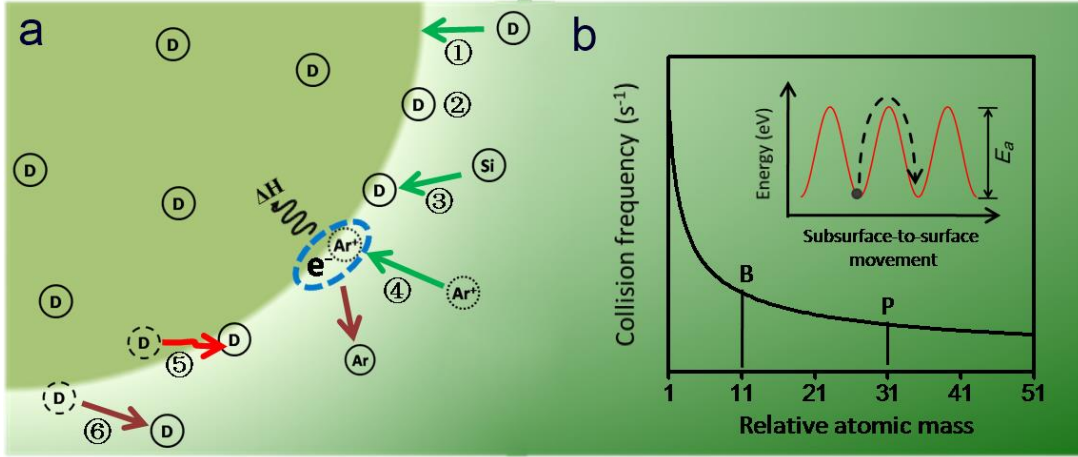 a
D
①
D
D
D
②
D
Si
D
③
D
ΔH
e⁻
Ar⁺
④
Ar⁺
D
D
⑤
D
Ar
D
⑥
D
b
Collision frequency (s⁻¹)
Energy (eV)
Eₐ
Subsurface-to-surface
movement
B
P
1
11
21
31
41
51
Relative atomic mass